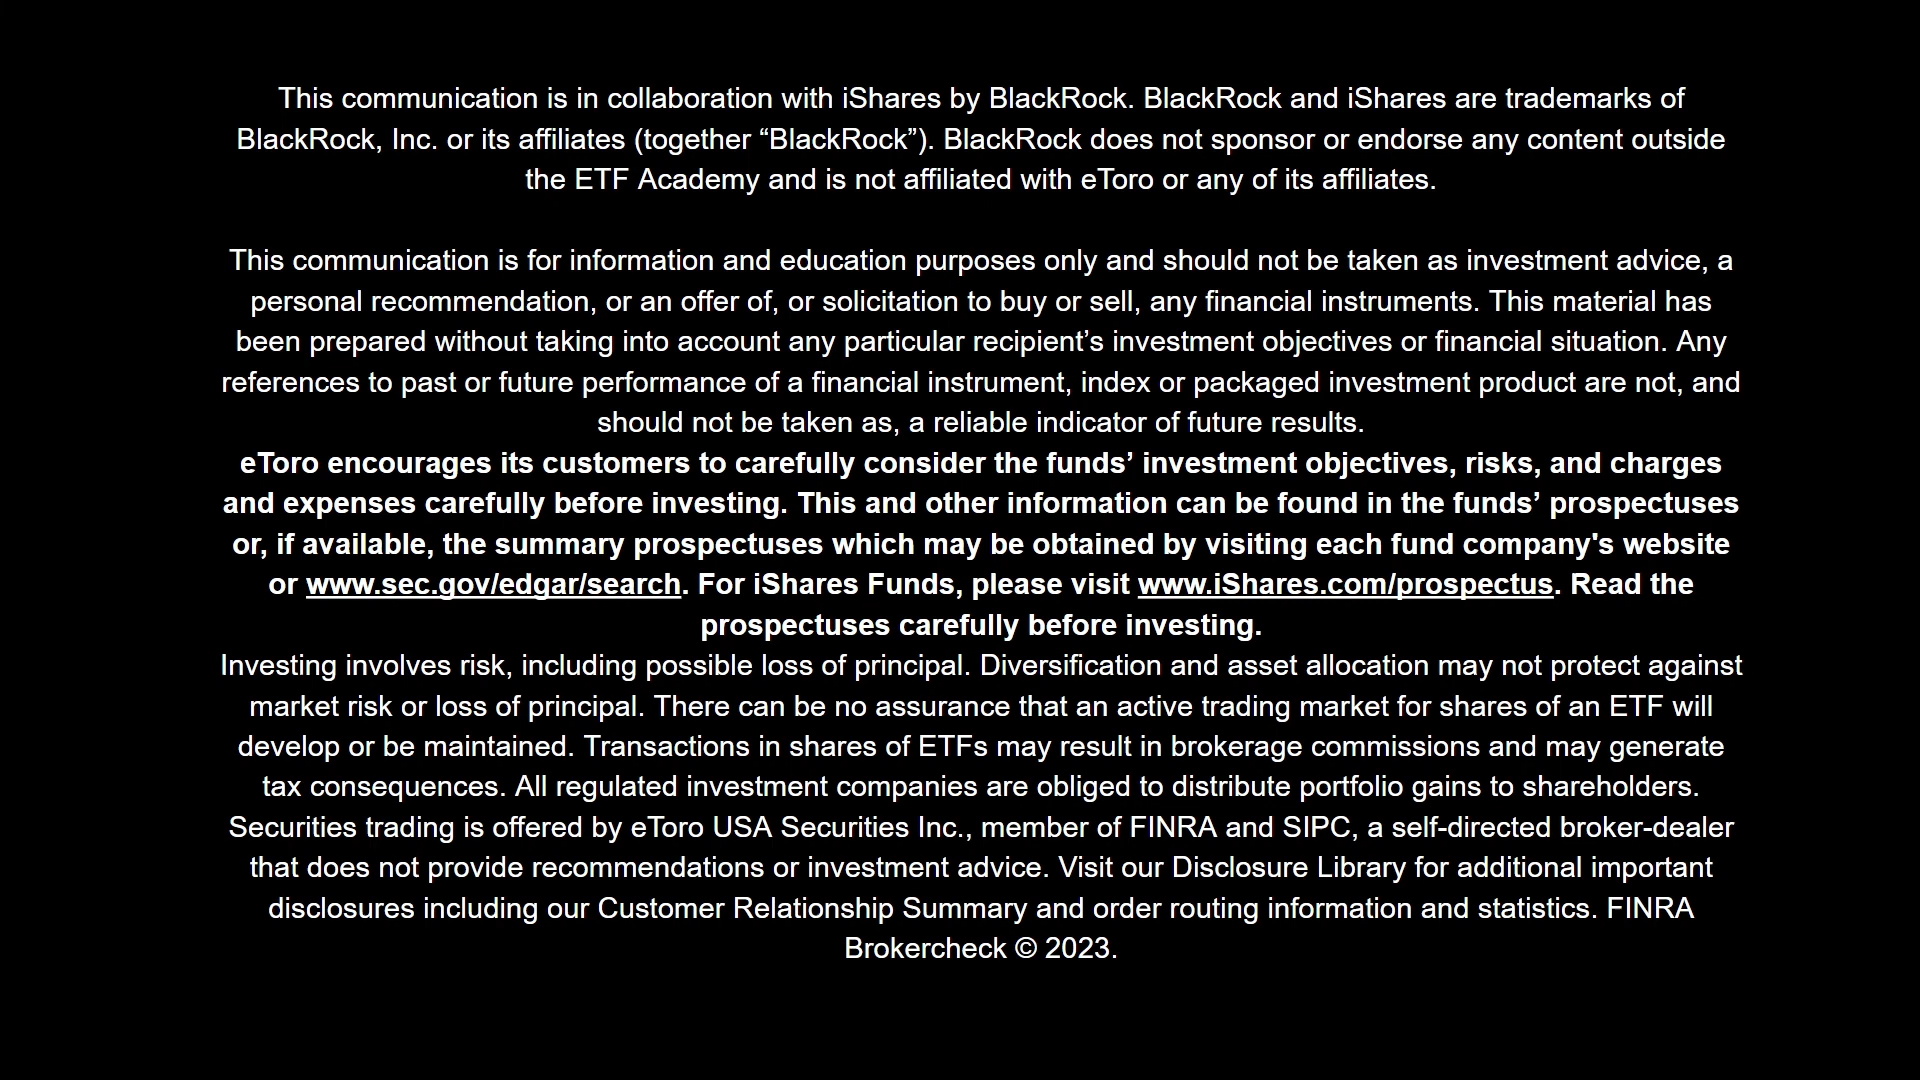 This communication is in collaboration with iShares by BlackRock. BlackRock and iShares are trademarks of
BlackRock, Inc. or its affiliates (together “BlackRock”). BlackRock does not sponsor or endorse any content outside
the ETF Academy and is not affiliated with eToro or any of its affiliates.
This communication is for information and education purposes only and should not be taken as investment advice, a
personal recommendation, or an offer of, or solicitation to buy or sell, any financial instruments. This material has
been prepared without taking into account any particular recipient’s investment objectives or financial situation. Any
references to past or future performance of a financial instrument, index or packaged investment product are not, and
should not be taken as, a reliable indicator of future results.
eToro encourages its customers to carefully consider the funds’ investment objectives, risks, and charges
and expenses carefully before investing. This and other information can be found in the funds’ prospectuses
or, if available, the summary prospectuses which may be obtained by visiting each fund company's website
or www.sec.gov/edgar/search. For iShares Funds, please visit www.iShares.com/prospectus. Read the
prospectuses carefully before investing.
Investing involves risk, including possible loss of principal. Diversification and asset allocation may not protect against
market risk or loss of principal. There can be no assurance that an active trading market for shares of an ETF will
develop or be maintained. Transactions in shares of ETFs may result in brokerage commissions and may generate
tax consequences. All regulated investment companies are obliged to distribute portfolio gains to shareholders.
Securities trading is offered by eToro USA Securities Inc., member of FINRA and SIPC, a self-directed broker-dealer
that does not provide recommendations or investment advice. Visit our Disclosure Library for additional important
disclosures including our Customer Relationship Summary and order routing information and statistics. FINRA
Brokercheck © 2023.